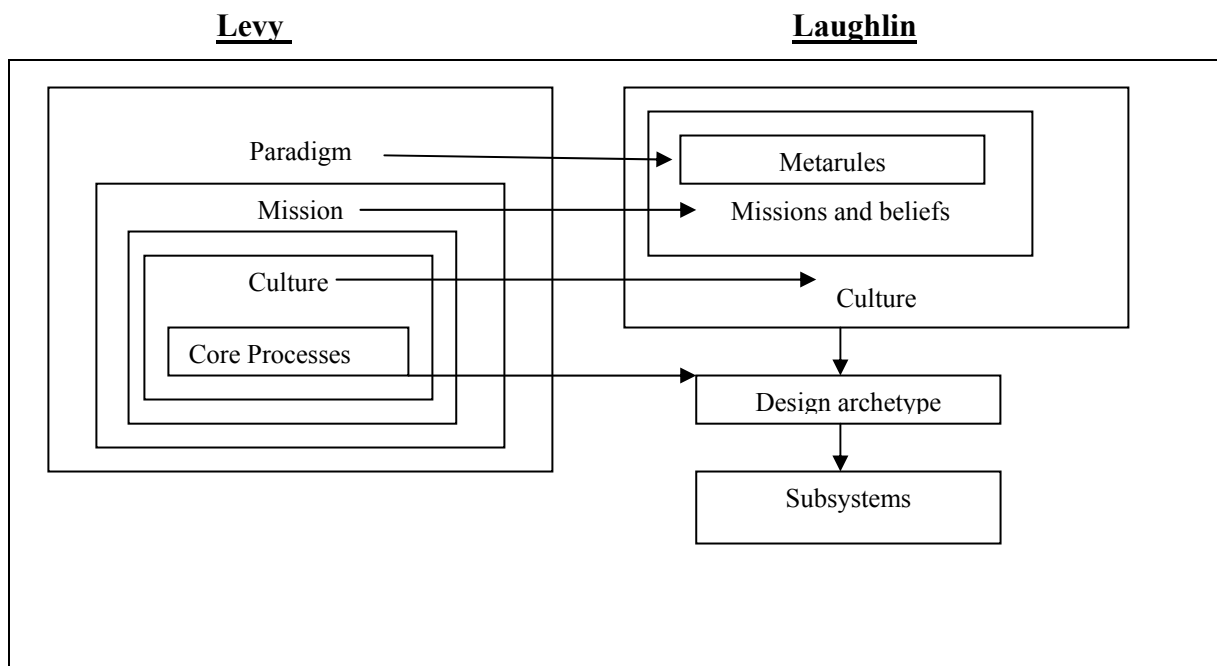 Levy
Laughlin
Paradigm
Mission
Culture
Core Processes
Metarules
Missions and beliefs
Culture
Design archetype
Subsystems